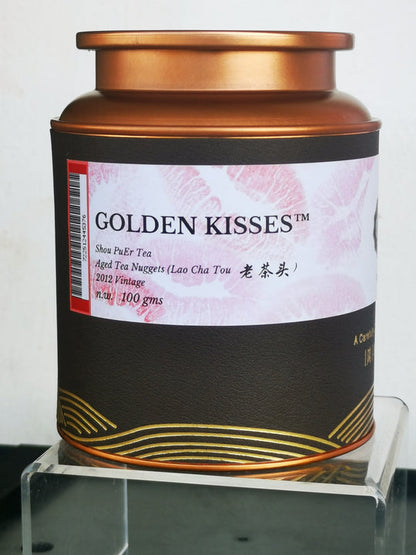 GOLDEN KISSES™
Shou PuEr Tea
Aged Tea Nuggets (Lao Cha Tou 老茶头)
2012 Vintage
n.w. 100 gms